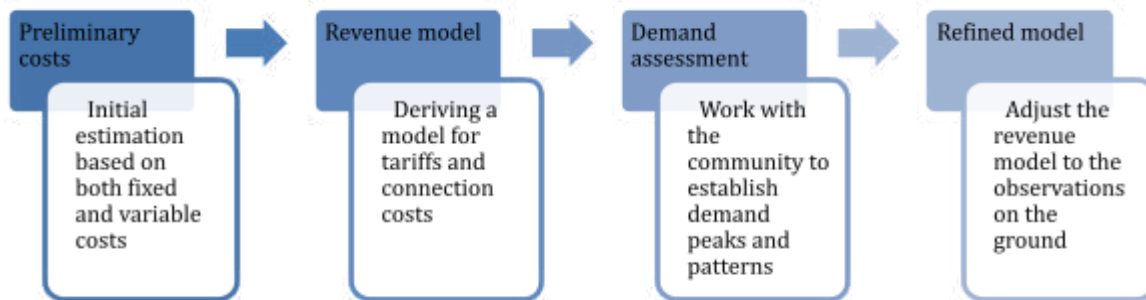 Preliminary
costs
Initial
estimation
based on
both fixed
and variable
costs
Revenue model
Deriving a
model for
tariffs and
connection
costs
Demand
assessment
Work with
the
community to
establish
demand
peaks and
patterns
Refined model
Adjust the
revenue
model to the
observations
on the
ground